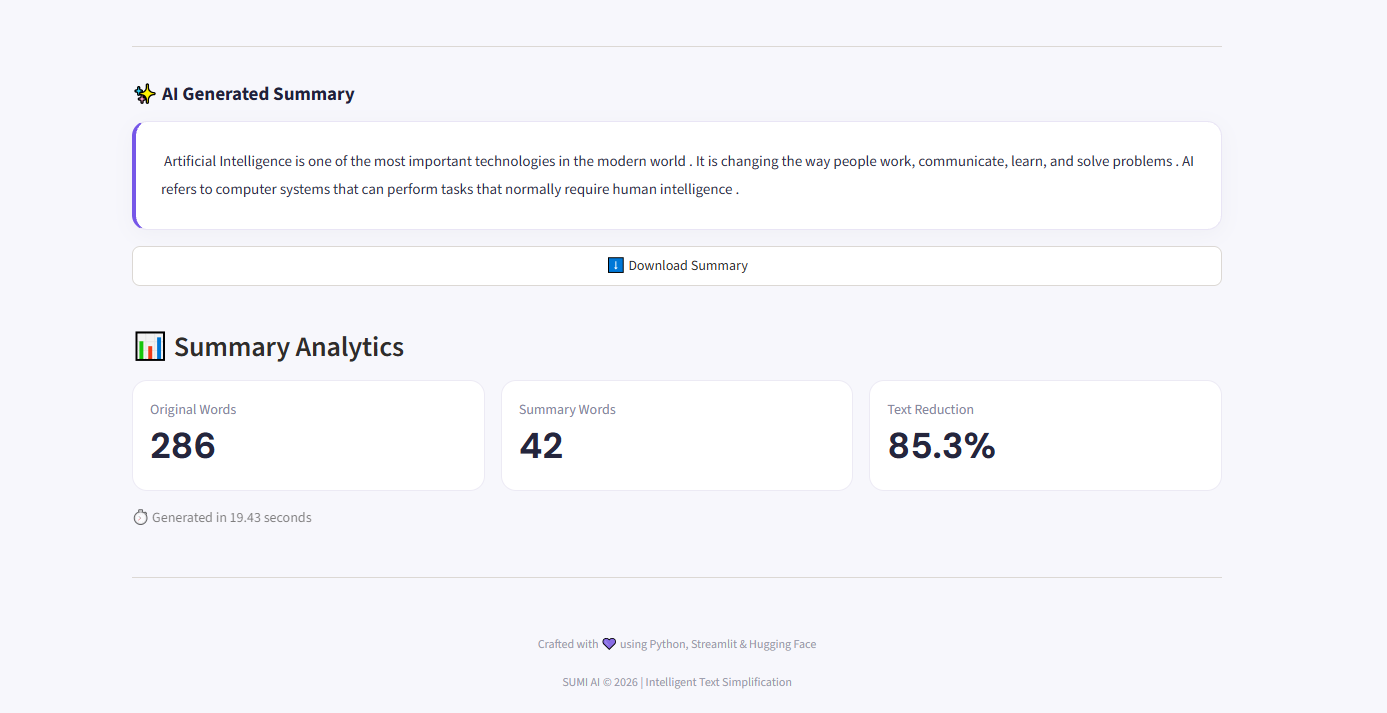 ✨ AI Generated Summary
Artificial Intelligence is one of the most important technologies in the modern world . It is changing the way people work, communicate, learn, and solve problems . AI
refers to computer systems that can perform tasks that normally require human intelligence .
⬇️ Download Summary
📊 Summary Analytics
Original Words
286
Summary Words
42
Text Reduction
85.3%
⏱ Generated in 19.43 seconds
Crafted with 💜 using Python, Streamlit & Hugging Face
SUMI AI © 2026 | Intelligent Text Simplification